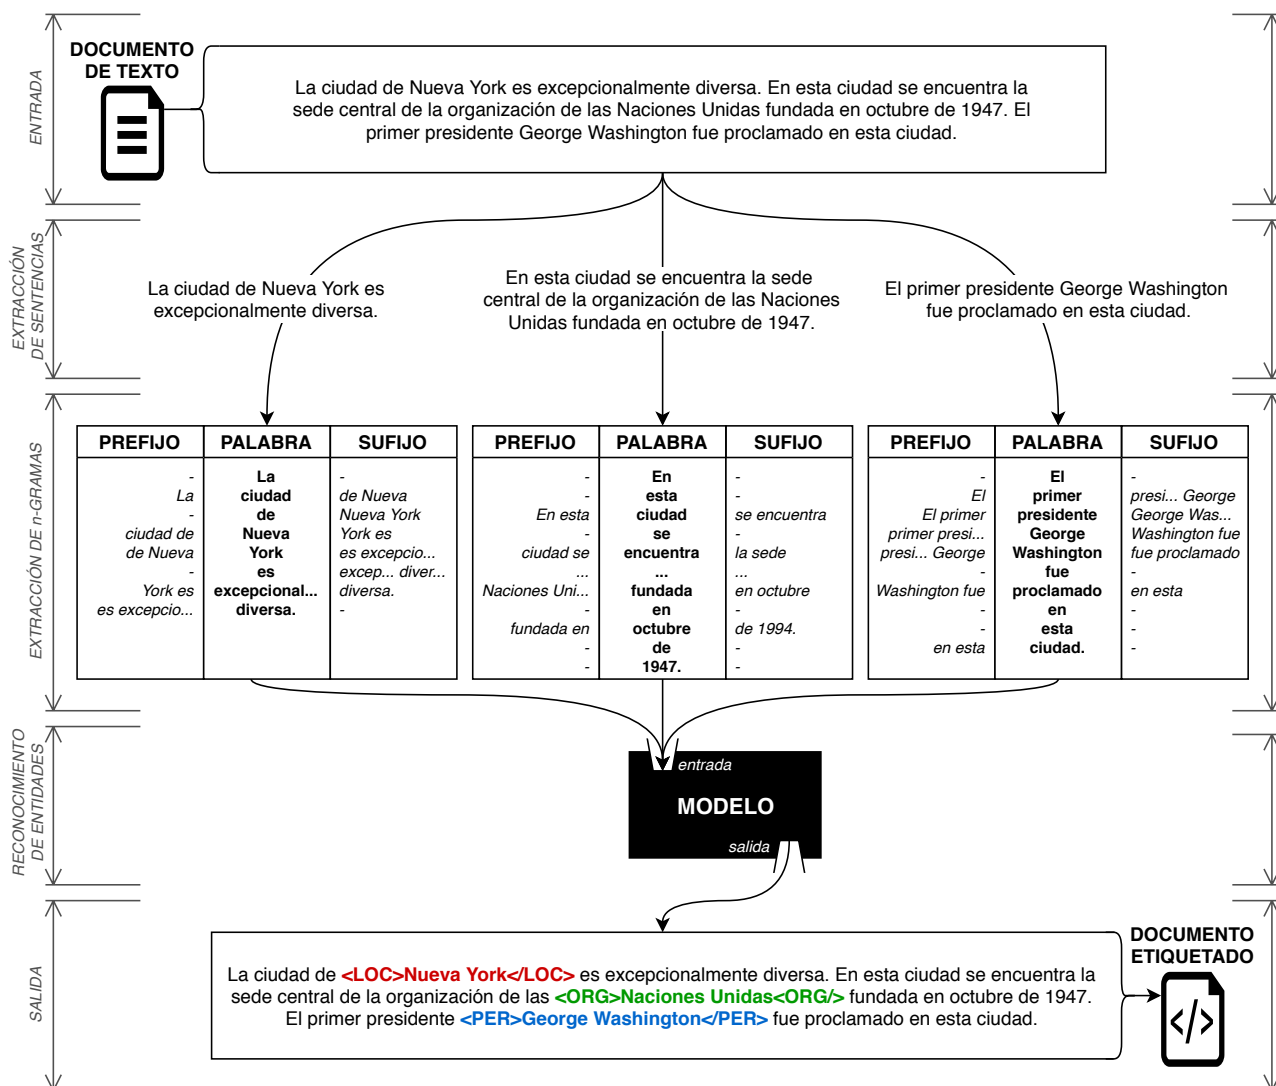 ENTRADA
DOCUMENTO
DE TEXTO
La ciudad de Nueva York es excepcionalmente diversa. En esta ciudad se encuentra la
sede central de la organización de las Naciones Unidas fundada en octubre de 1947. El
primer presidente George Washington fue proclamado en esta ciudad.
EXTRACCIÓN
DE SENTENCIAS
La ciudad de Nueva York es
excepcionalmente diversa.
En esta ciudad se encuentra la sede
central de la organización de las Naciones
Unidas fundada en octubre de 1947.
El primer presidente George Washington
fue proclamado en esta ciudad.
EXTRACCIÓN DE n-GRAMAS
PREFIJO PALABRA SUFIJO
- La -
La ciudad de Nueva
- de Nueva York
ciudad de Nueva York es
de Nueva York es excepcio...
- es excep... diver...
York es excepcional... diversa.
es excepcio... diversa. -
PREFIJO PALABRA SUFIJO
- En -
- esta -
En esta ciudad se encuentra
- se -
ciudad se encuentra la sede
... ... ...
Naciones Uni... fundada en octubre
- en -
fundada en octubre de 1994.
- de -
- 1947. -
PREFIJO PALABRA SUFIJO
- El -
El primer presi... George
El primer presidente George Was...
primer presi... George Washington fue
presi... George Washington fue proclamado
- fue -
Washington fue proclamado en esta
- en -
- esta -
en esta ciudad. -
RECONOCIMIENTO
DE ENTIDADES
entrada
MODELO
salida
SALIDA
La ciudad de <LOC>Nueva York</LOC> es excepcionalmente diversa. En esta ciudad se encuentra la
sede central de la organización de las <ORG>Naciones Unidas<ORG/> fundada en octubre de 1947.
El primer presidente <PER>George Washington</PER> fue proclamado en esta ciudad.
DOCUMENTO
ETIQUETADO
</>